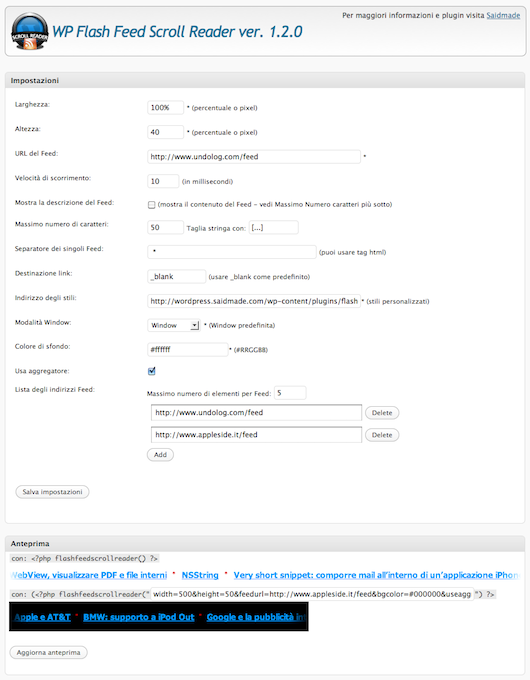 Per maggiori informazioni e plugin visita Saidmade
SCROLL READER
WP Flash Feed Scroll Reader ver. 1.2.0
Impostazioni
Larghezza: 100% * (percentuale o pixel)
Altezza: 40 * (percentuale o pixel)
URL del Feed: http://www.undolog.com/feed *
Velocità di scorrimento: 10 (in millisecondi)
Mostra la descrizione del Feed: (mostra il contenuto del Feed - vedi Massimo Numero caratteri più sotto)
Massimo numero di caratteri: 50 Taglia stringa con: [...]
Separatore dei singoli Feed: * (puoi usare tag html)
Destinazione link: _blank (usare _blank come predefinito)
Indirizzo degli stili: http://wordpress.saidmade.com/wp-content/plugins/flash * (stili personalizzati)
Modalità Window: Window * (Window predefinita)
Colore di sfondo: #ffffff * (#RRGGBB)
Usa aggregatore:
Lista degli indirizzi Feed: Massimo numero di elementi per Feed: 5
http://www.undolog.com/feed Delete
http://www.appleside.it/feed Delete
Add
Salva impostazioni
Anteprima
con: <?php flashfeedscrollreader() ?>
WebView, visualizzare PDF e file interni * NSString * Very short snippet: comporre mail all'interno di un'applicazione iPhon
con: (<?php flashfeedscrollreader(" width=500&height=50&feedurl=http://www.appleside.it/feed&bgcolor=#000000&useagg ") ?>
Apple e AT&T * BMW: supporto a iPod Out * Google e la pubblicità in
Aggiorna anteprima